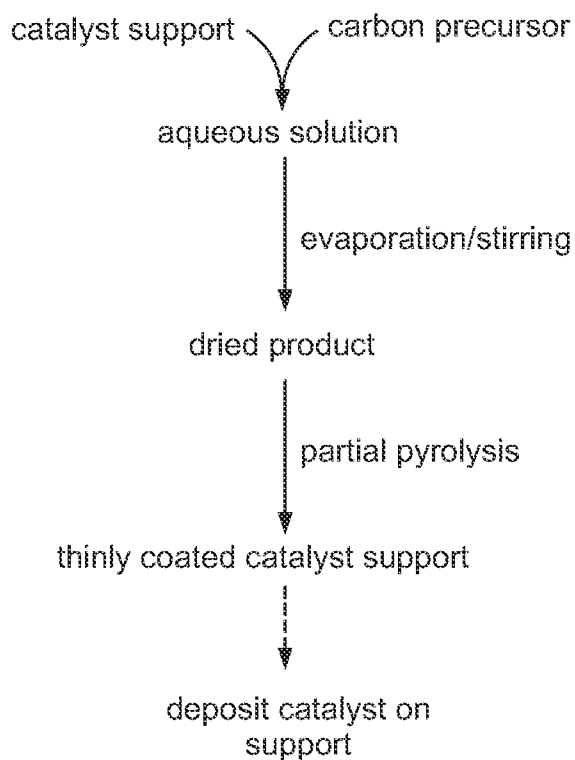 catalyst support
carbon precursor
aqueous solution
evaporation/stirring
dried product
partial pyrolysis
thinly coated catalyst support
deposit catalyst on
support